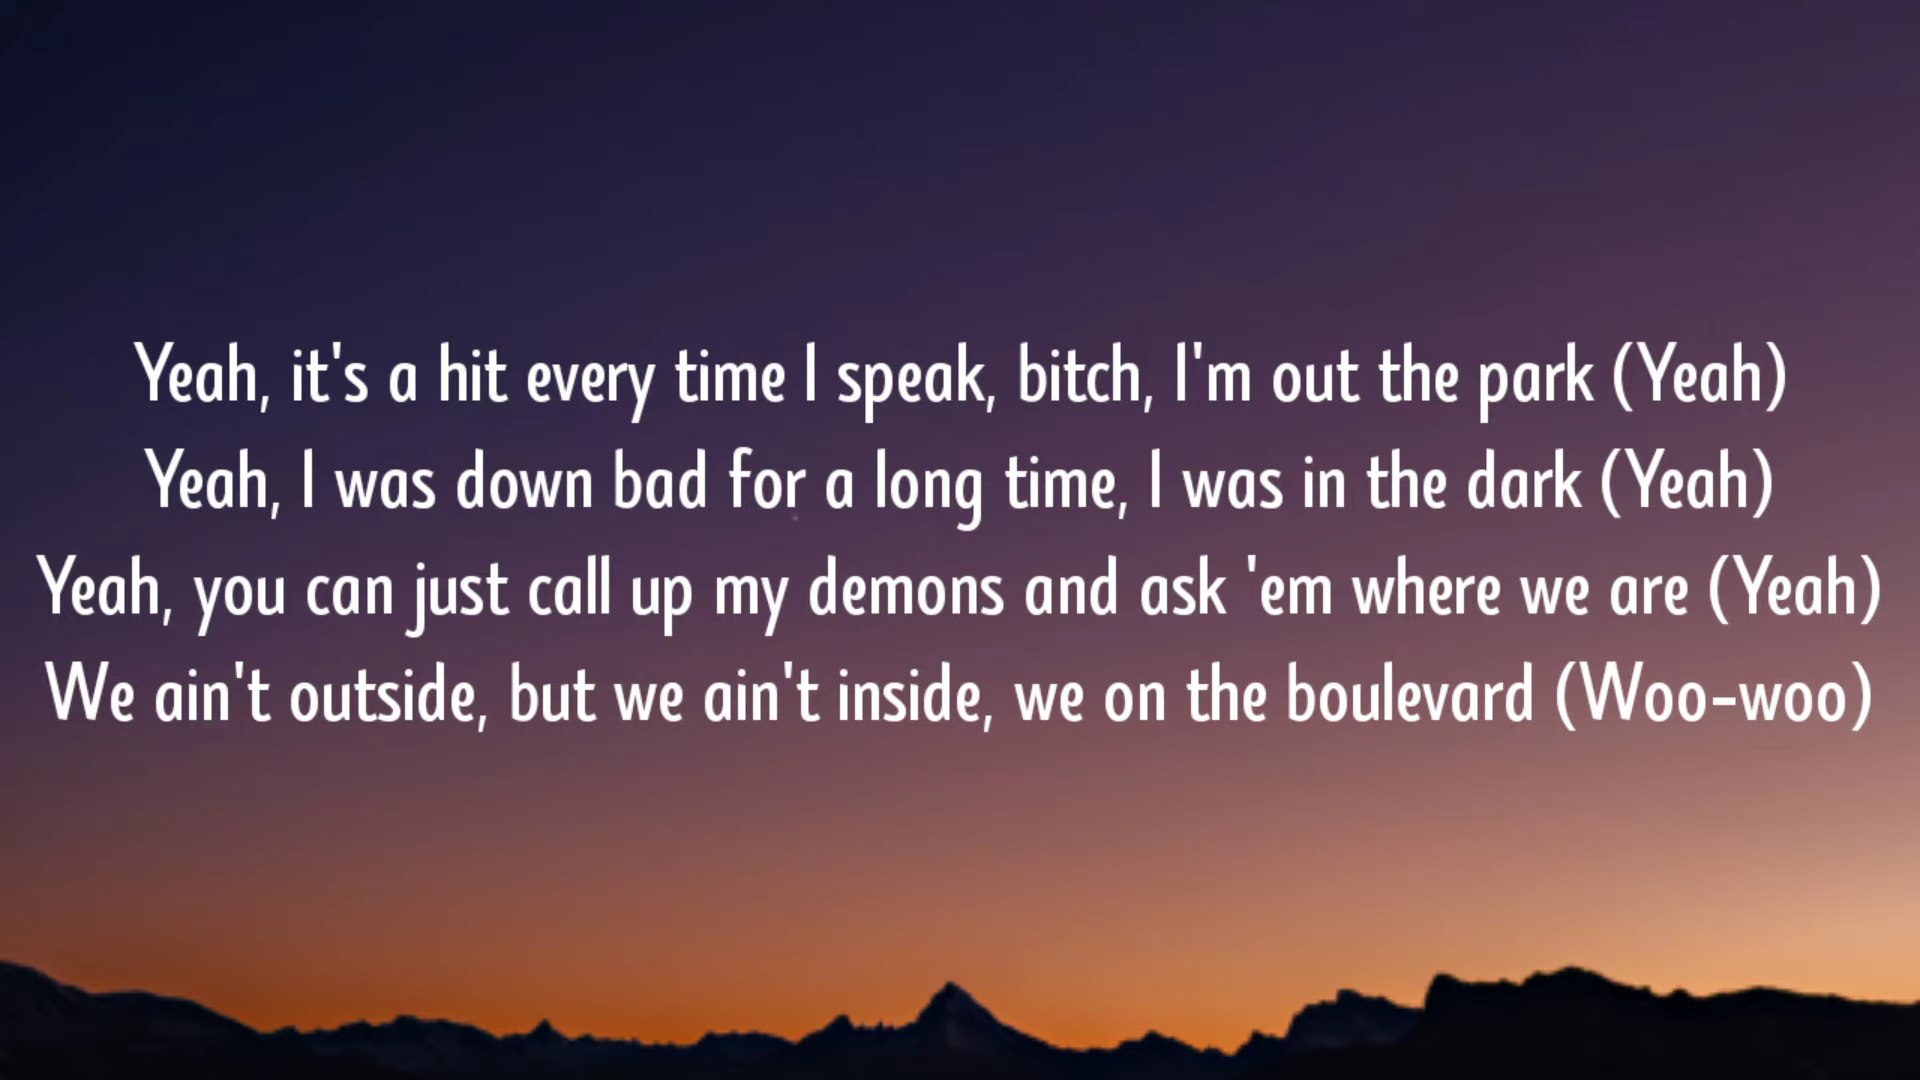 Yeah, it's a hit every time I speak, bitch, I'm out the park (Yeah)
Yeah, I was down bad for a long time, I was in the dark (Yeah)
Yeah, you can just call up my demons and ask 'em where we are (Yeah)
We ain't outside, but we ain't inside, we on the boulevard (Woo-woo)